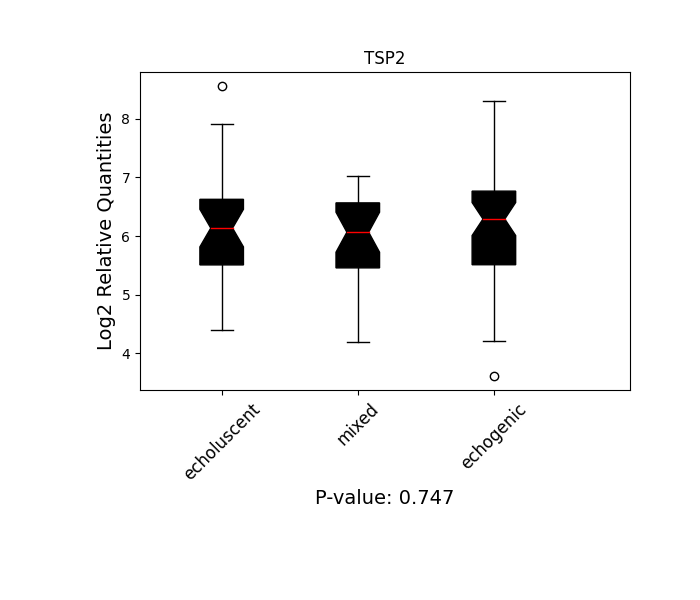 TSP2
Log2 Relative Quantities
8
7
6
5
4
echoluscent
mixed
echogenic
P-value: 0.747